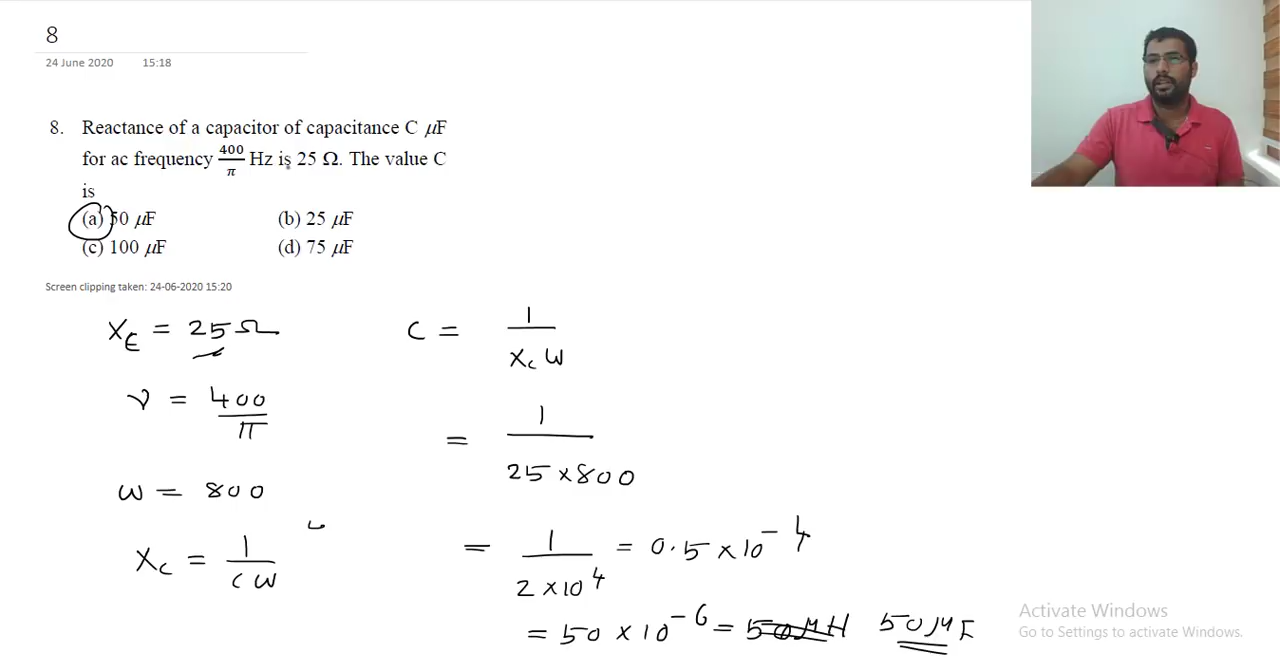 8
24 June 2020 15:18
8. Reactance of a capacitor of capacitance C μF
for ac frequency 400/π Hz is 25 Ω. The value C
is
(a) 50 μF (b) 25 μF
(c) 100 μF (d) 75 μF
Screen clipping taken: 24-06-2020 15:20
X_C = 25 Ω
ν = 400/π
ω = 800
X_C = 1/(Cω)
C = 1/(X_C ω)
= 1/(25 × 800)
= 1/(2 × 10^4) = 0.5 × 10^-4
= 50 × 10^-6 = 50 μH 50 μF
Activate Windows
Go to Settings to activate Windows.